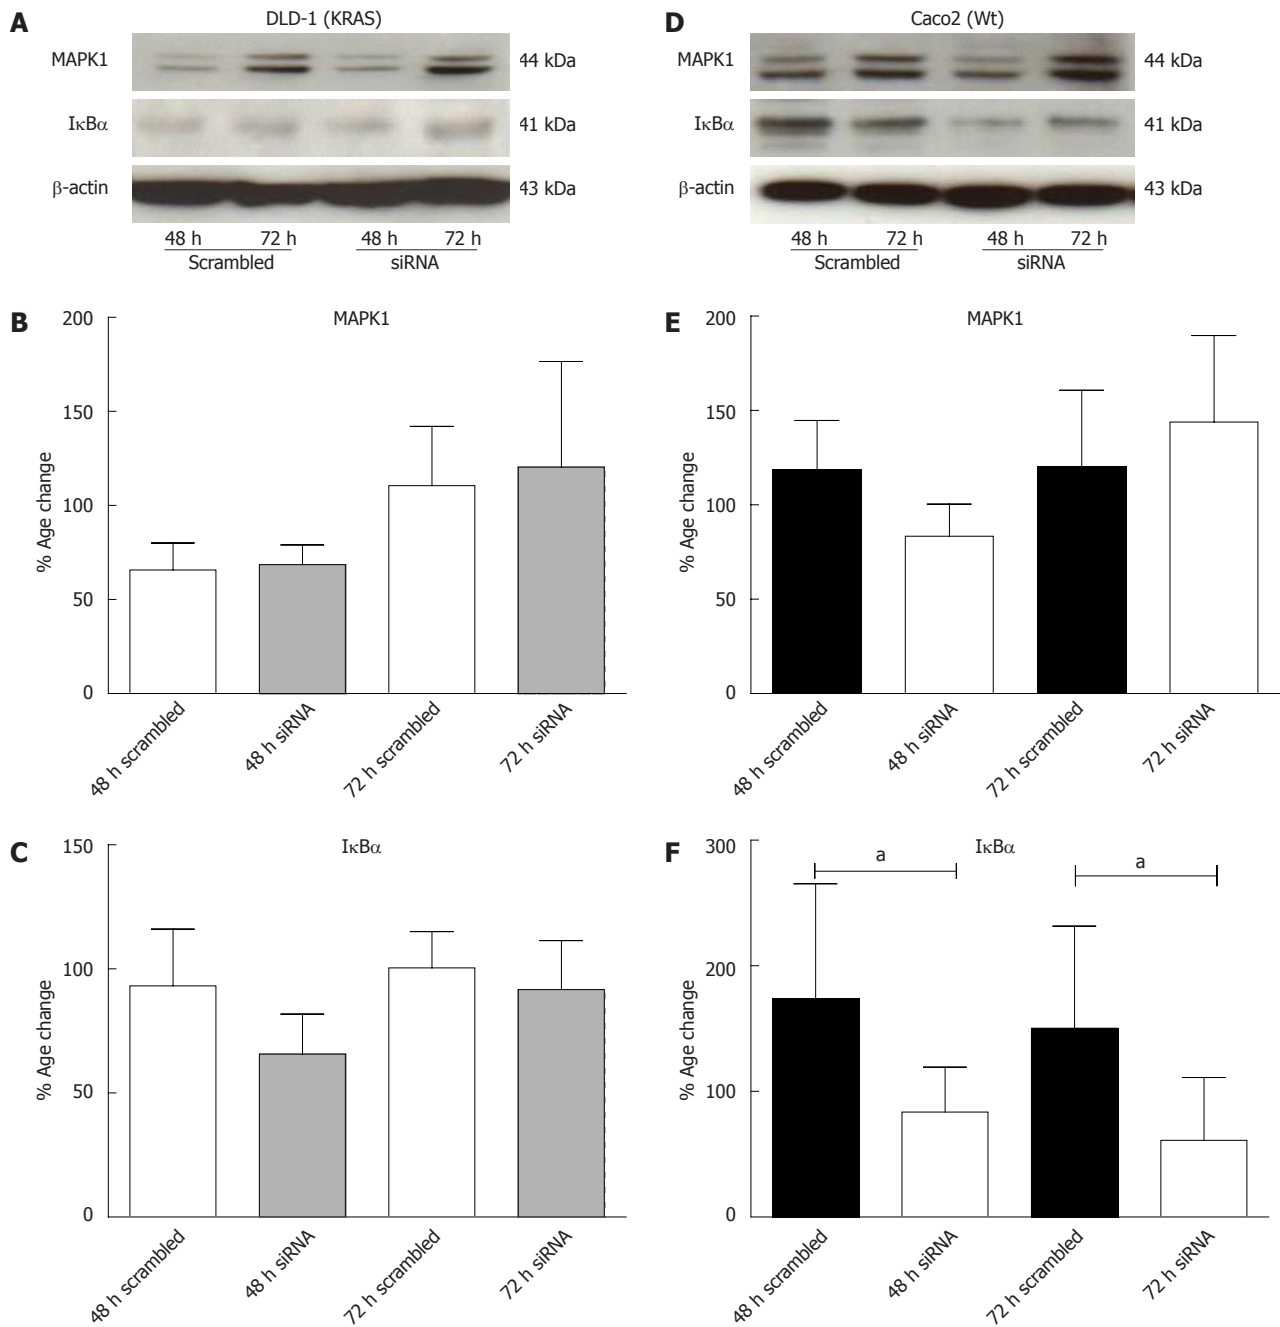 A
DLD-1 (KRAS)
MAPK1
44 kDa
IκBα
41 kDa
β-actin
43 kDa
48 h 72 h 48 h 72 h
Scrambled siRNA
D
Caco2 (Wt)
MAPK1
44 kDa
IκBα
41 kDa
β-actin
43 kDa
48 h 72 h 48 h 72 h
Scrambled siRNA
B
MAPK1
% Age change
200
150
100
50
0
48 h scrambled
48 h siRNA
72 h scrambled
72 h siRNA
E
MAPK1
% Age change
200
150
100
50
0
48 h scrambled
48 h siRNA
72 h scrambled
72 h siRNA
C
IκBα
% Age change
150
100
50
0
48 h scrambled
48 h siRNA
72 h scrambled
72 h siRNA
F
IκBα
a
a
% Age change
300
200
100
0
48 h scrambled
48 h siRNA
72 h scrambled
72 h siRNA